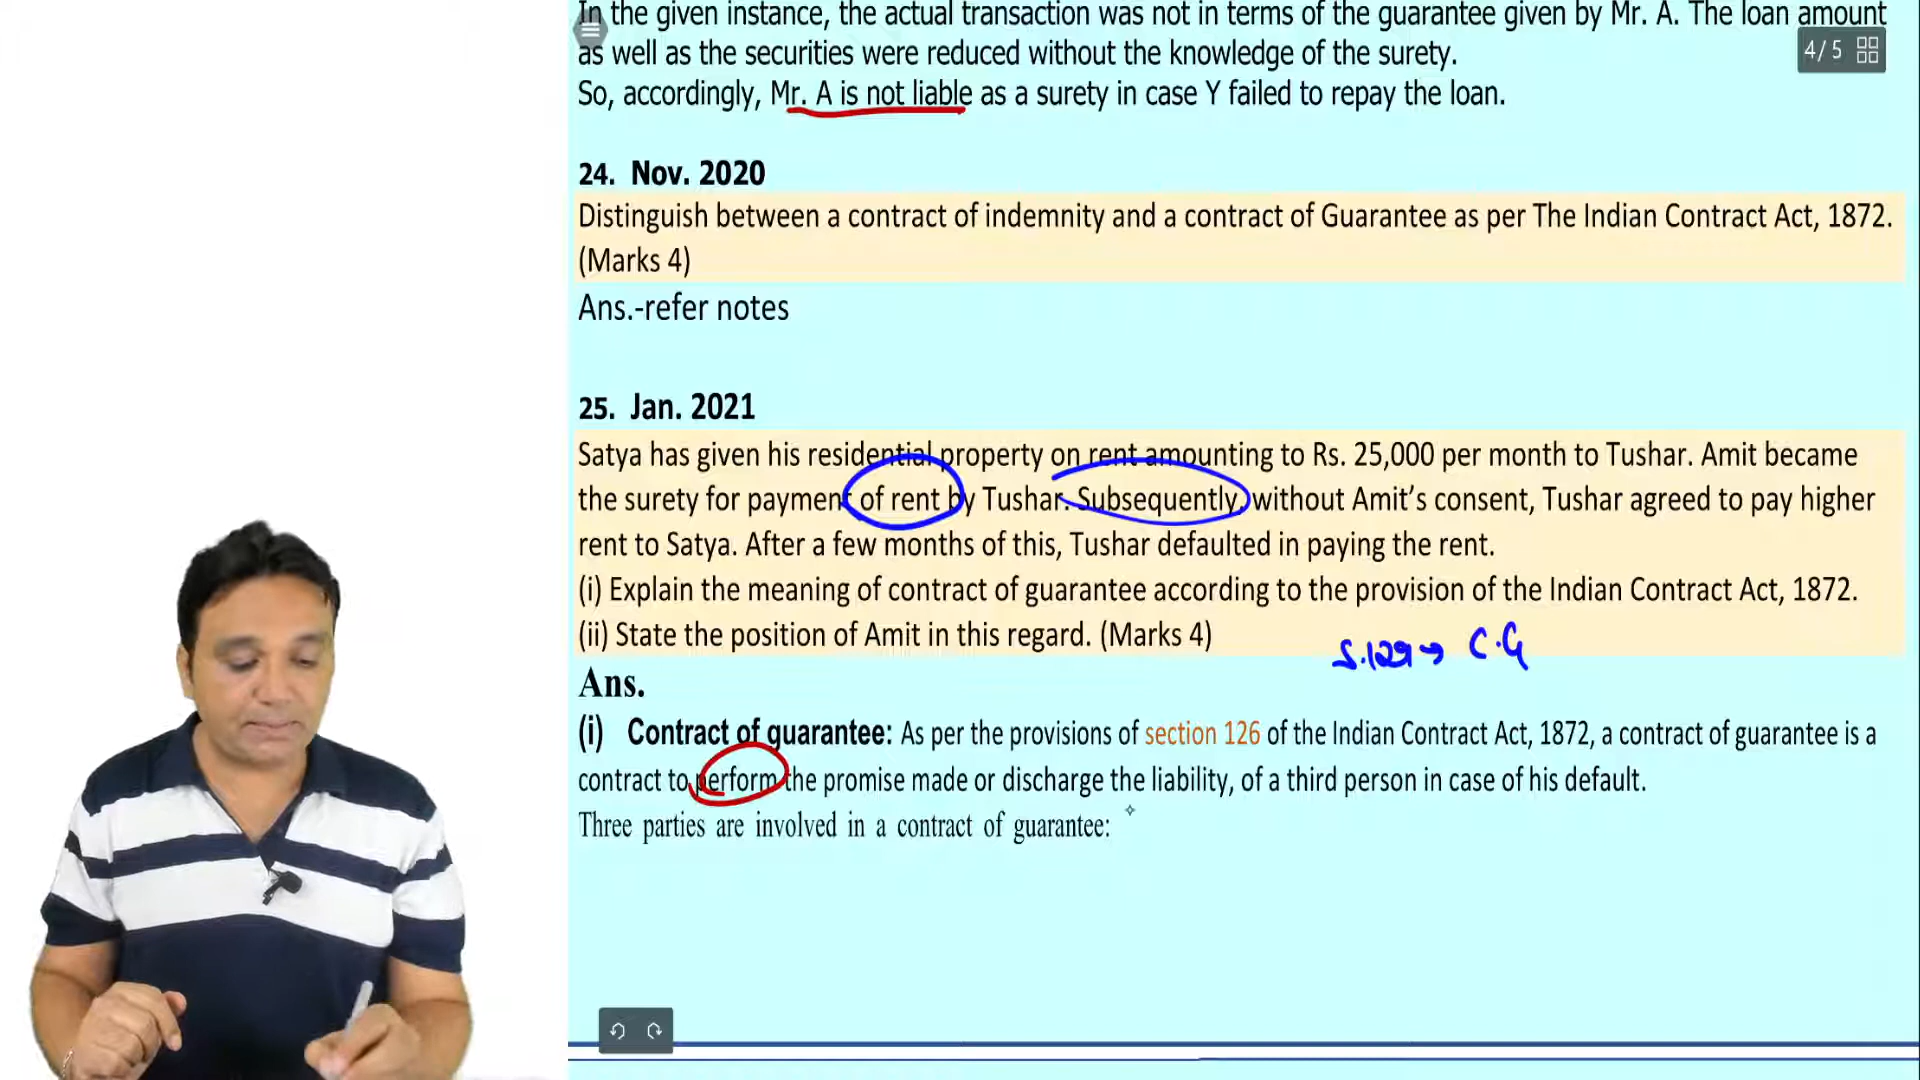 In the given instance, the actual transaction was not in terms of the guarantee given by Mr. A. The loan amount
4/5
as well as the securities were reduced without the knowledge of the surety.
So, accordingly, Mr. A is not liable as a surety in case Y failed to repay the loan.
24. Nov. 2020
Distinguish between a contract of indemnity and a contract of Guarantee as per The Indian Contract Act, 1872.
(Marks 4)
Ans.-refer notes
25. Jan. 2021
Satya has given his residential property on rent amounting to Rs. 25,000 per month to Tushar. Amit became
the surety for payment of rent by Tushar. Subsequently, without Amit's consent, Tushar agreed to pay higher
rent to Satya. After a few months of this, Tushar defaulted in paying the rent.
(i) Explain the meaning of contract of guarantee according to the provision of the Indian Contract Act, 1872.
(ii) State the position of Amit in this regard. (Marks 4)
→ C.G
Ans.
(i) Contract of guarantee: As per the provisions of section 126 of the Indian Contract Act, 1872, a contract of guarantee is a
contract to perform the promise made or discharge the liability, of a third person in case of his default.
Three parties are involved in a contract of guarantee: